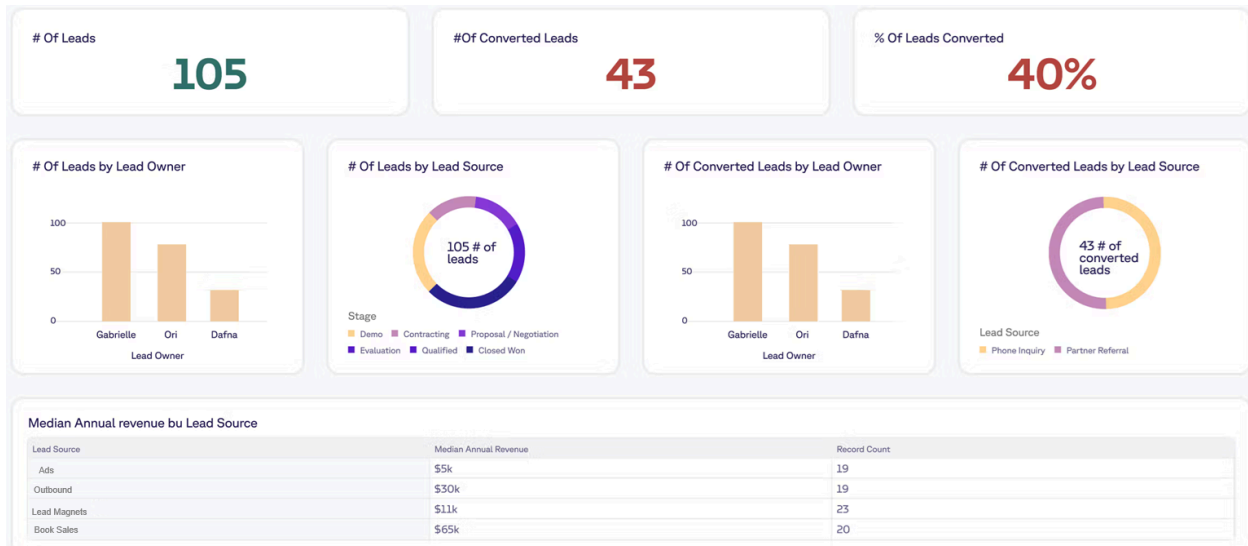 # Of Leads
105
#Of Converted Leads
43
% Of Leads Converted
40%
# Of Leads by Lead Owner
100
50
0
Gabrielle Ori Dafna
Lead Owner
# Of Leads by Lead Source
105 # of
leads
Stage
Demo Contracting Proposal / Negotiation
Evaluation Qualified Closed Won
# Of Converted Leads by Lead Owner
100
50
0
Gabrielle Ori Dafna
Lead Owner
# Of Converted Leads by Lead Source
43 # of
converted
leads
Lead Source
Phone Inquiry Partner Referral
Median Annual revenue bu Lead Source
Lead Source Median Annual Revenue Record Count
Ads $5k 19
Outbound $30k 19
Lead Magnets $11k 23
Book Sales $65k 20